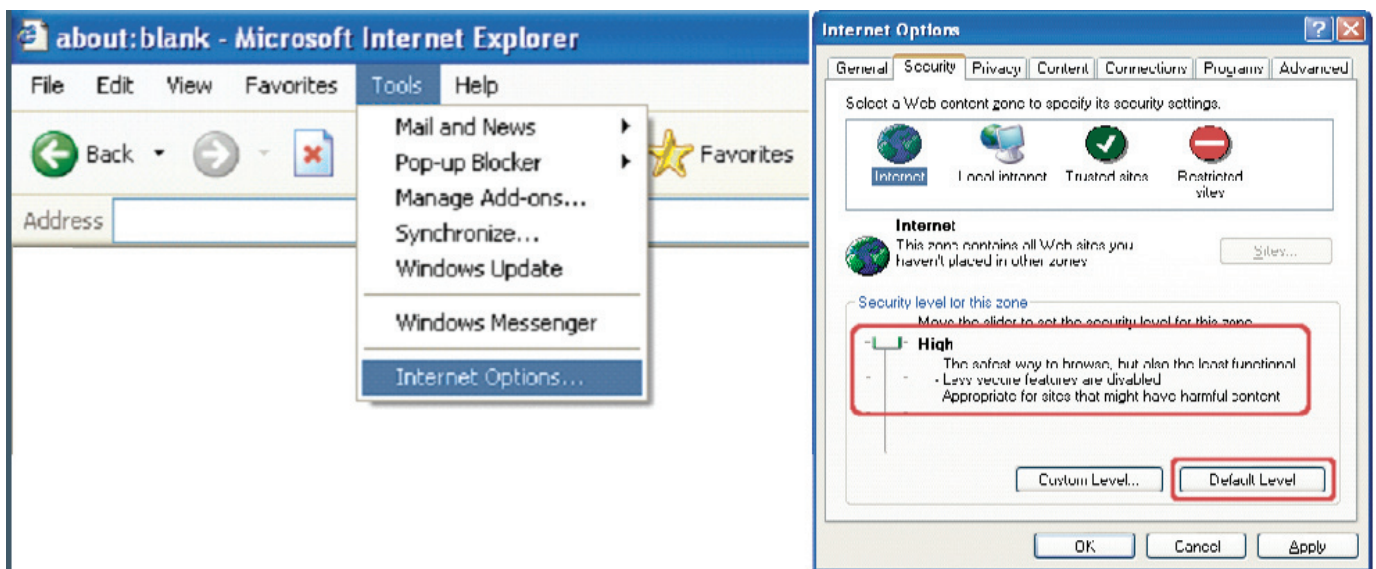 about:blank - Microsoft Internet Explorer
File Edit View Favorites Tools Help
Back Favorites
Address
Mail and News
Pop-up Blocker
Manage Add-ons...
Synchronize...
Windows Update
Windows Messenger
Internet Options...
Internet Options
General Security Privacy Content Connections Programs Advanced
Select a Web content zone to specify its security settings.
Internet Local intranet Trusted sites Restricted
sites
Internet
This zone contains all Web sites you
haven't placed in other zones
Sites...
Security level for this zone
Move the slider to set the security level for this zone
High
The safest way to browse, but also the least functional
- Less secure features are disabled
Appropriate for sites that might have harmful content
Custom Level... Default Level
OK Cancel Apply